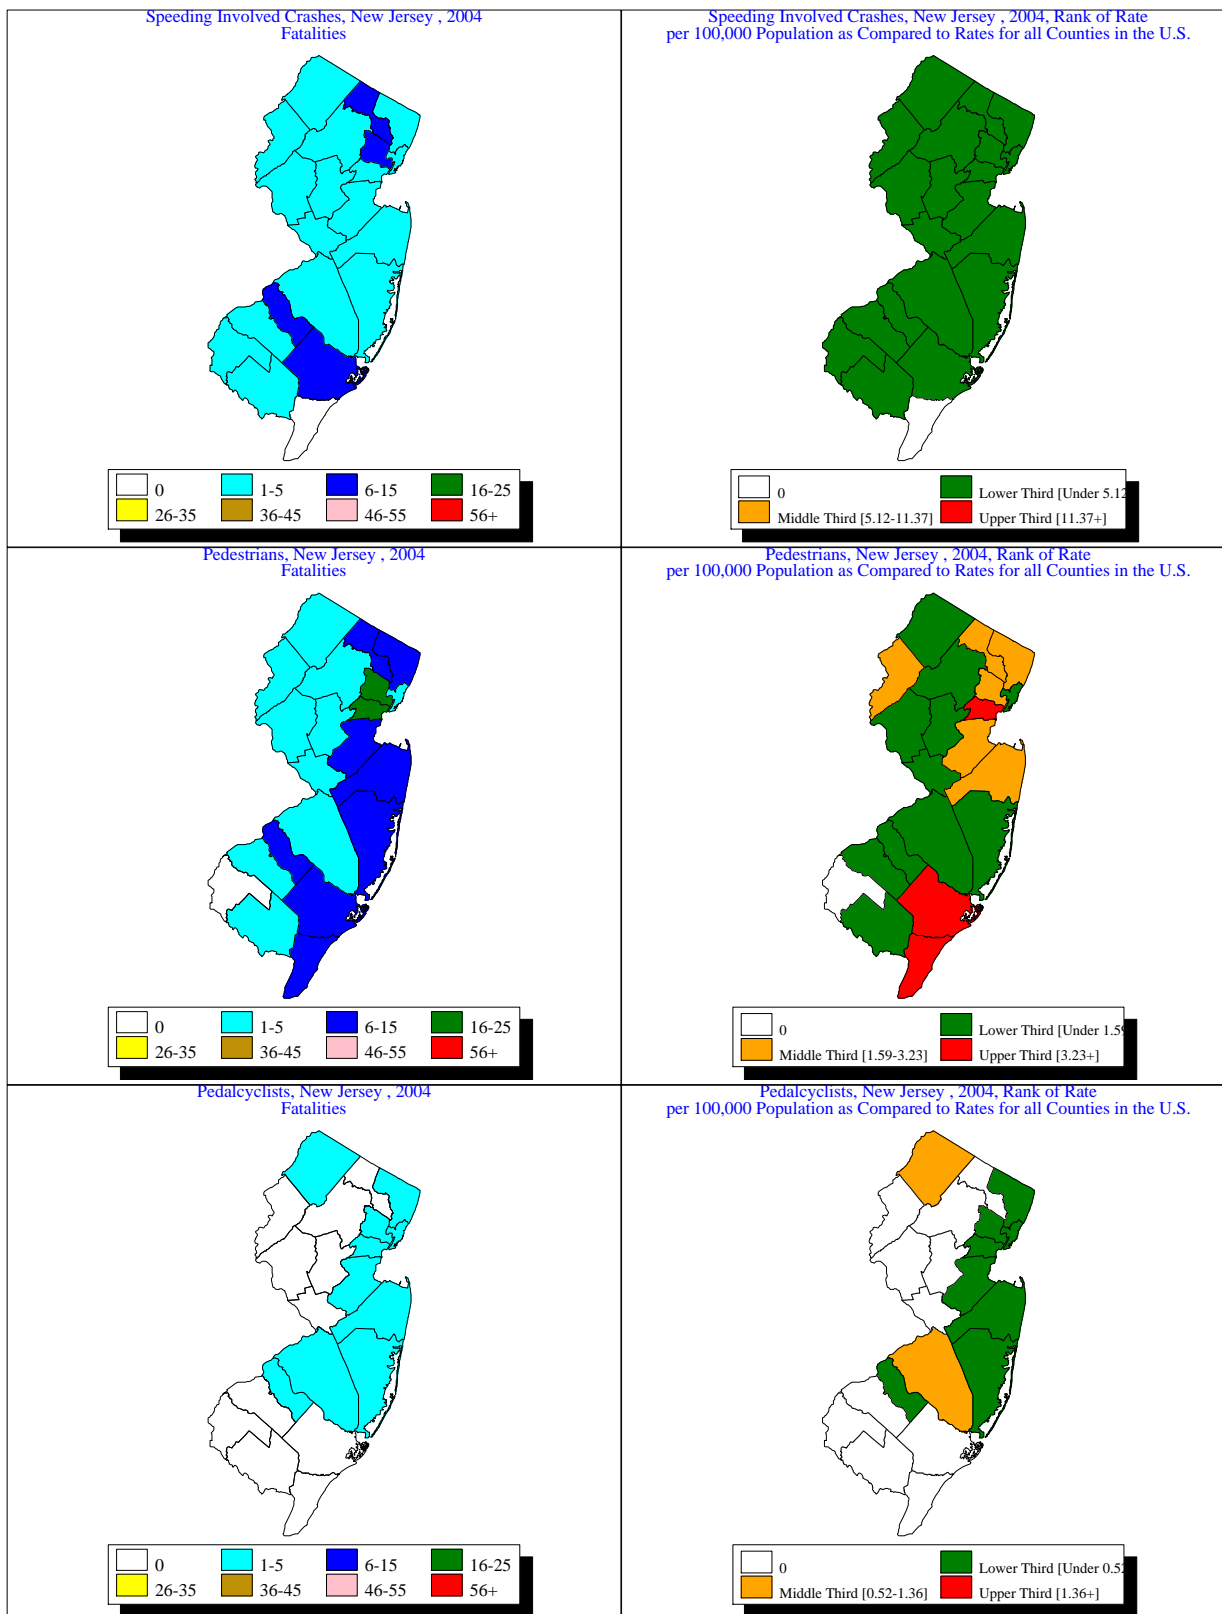 Speeding Involved Crashes, New Jersey , 2004
Fatalities
0
1-5
6-15
16-25
26-35
36-45
46-55
56+
Speeding Involved Crashes, New Jersey , 2004, Rank of Rate
per 100,000 Population as Compared to Rates for all Counties in the U.S.
0
Lower Third [Under 5.12
Middle Third [5.12-11.37]
Upper Third [11.37+]
Pedestrians, New Jersey , 2004
Fatalities
0
1-5
6-15
16-25
26-35
36-45
46-55
56+
Pedestrians, New Jersey , 2004, Rank of Rate
per 100,000 Population as Compared to Rates for all Counties in the U.S.
0
Lower Third [Under 1.59
Middle Third [1.59-3.23]
Upper Third [3.23+]
Pedalcyclists, New Jersey , 2004
Fatalities
0
1-5
6-15
16-25
26-35
36-45
46-55
56+
Pedalcyclists, New Jersey , 2004, Rank of Rate
per 100,000 Population as Compared to Rates for all Counties in the U.S.
0
Lower Third [Under 0.52
Middle Third [0.52-1.36]
Upper Third [1.36+]